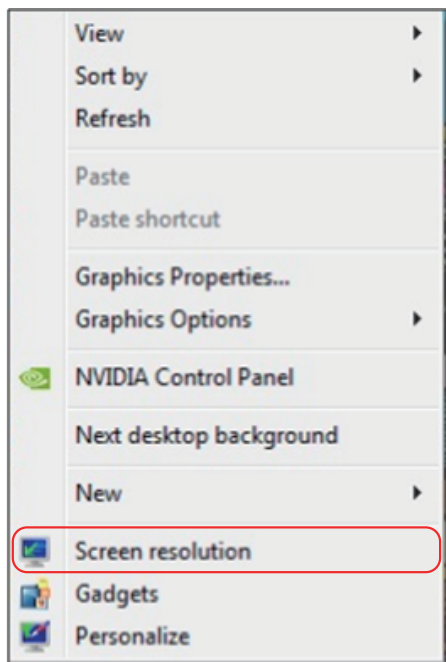 View
Sort by
Refresh
Paste
Paste shortcut
Graphics Properties...
Graphics Options
NVIDIA Control Panel
Next desktop background
New
Screen resolution
Gadgets
Personalize